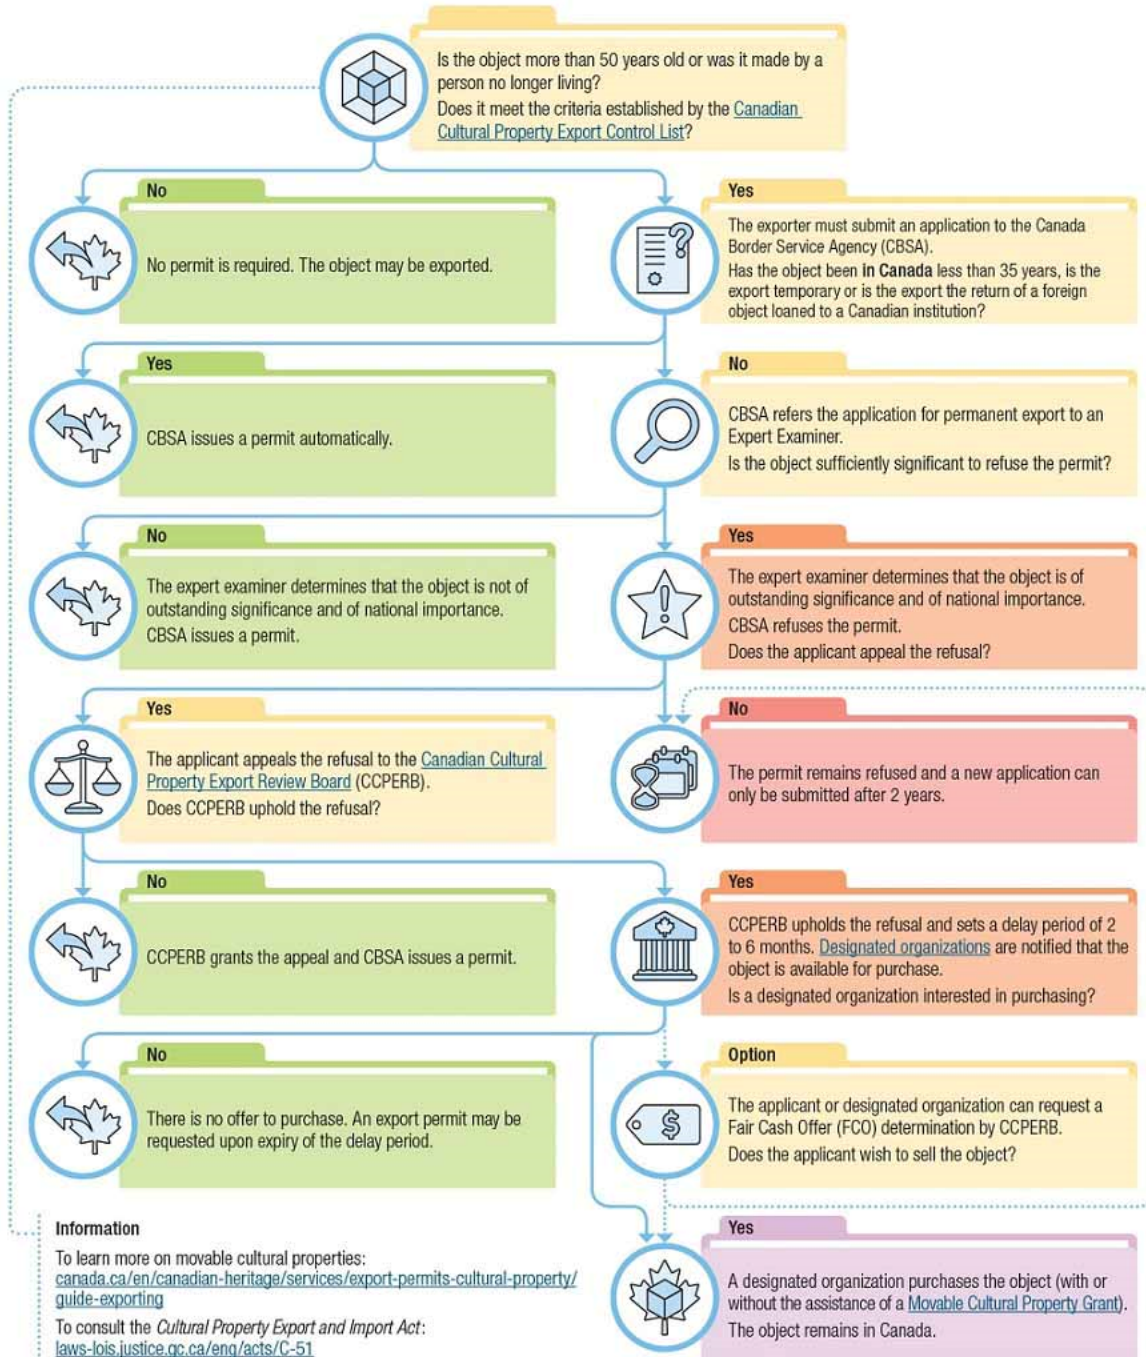 Is the object more than 50 years old or was it made by a
person no longer living?
Does it meet the criteria established by the Canadian
Cultural Property Export Control List?
No
No permit is required. The object may be exported.
Yes
The exporter must submit an application to the Canada
Border Service Agency (CBSA).
Has the object been in Canada less than 35 years, is the
export temporary or is the export the return of a foreign
object loaned to a Canadian institution?
Yes
CBSA issues a permit automatically.
No
CBSA refers the application for permanent export to an
Expert Examiner.
Is the object sufficiently significant to refuse the permit?
No
The expert examiner determines that the object is not of
outstanding significance and of national importance.
CBSA issues a permit.
Yes
The expert examiner determines that the object is of
outstanding significance and of national importance.
CBSA refuses the permit.
Does the applicant appeal the refusal?
Yes
The applicant appeals the refusal to the Canadian Cultural
Property Export Review Board (CCPERB).
Does CCPERB uphold the refusal?
No
The permit remains refused and a new application can
only be submitted after 2 years.
No
CCPERB grants the appeal and CBSA issues a permit.
Yes
CCPERB upholds the refusal and sets a delay period of 2
to 6 months. Designated organizations are notified that the
object is available for purchase.
Is a designated organization interested in purchasing?
No
There is no offer to purchase. An export permit may be
requested upon expiry of the delay period.
Option
$
The applicant or designated organization can request a
Fair Cash Offer (FCO) determination by CCPERB.
Does the applicant wish to sell the object?
Yes
A designated organization purchases the object (with or
without the assistance of a Movable Cultural Property Grant).
The object remains in Canada.
Information
To learn more on movable cultural properties:
canada.ca/en/canadian-heritage/services/export-permits-cultural-property/
guide-exporting
To consult the Cultural Property Export and Import Act:
laws-lois.justice.gc.ca/eng/acts/C-51